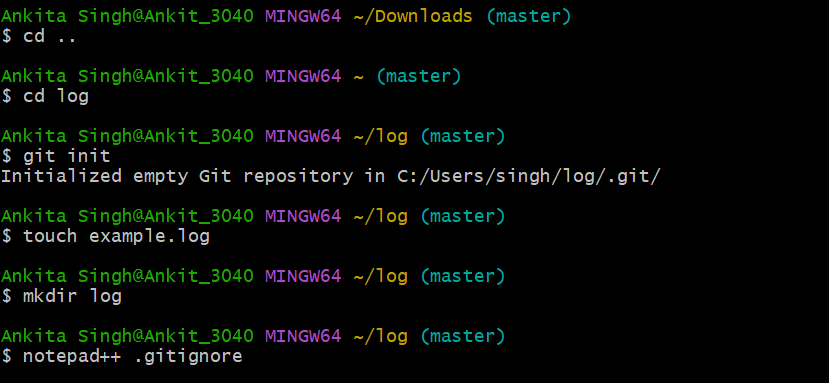 Ankita Singh@Ankit_3040 MINGW64 ~/Downloads (master)
$ cd ..
Ankita Singh@Ankit_3040 MINGW64 ~ (master)
$ cd log
Ankita Singh@Ankit_3040 MINGW64 ~/log (master)
$ git init
Initialized empty Git repository in C:/Users/singh/log/.git/
Ankita Singh@Ankit_3040 MINGW64 ~/log (master)
$ touch example.log
Ankita Singh@Ankit_3040 MINGW64 ~/log (master)
$ mkdir log
Ankita Singh@Ankit_3040 MINGW64 ~/log (master)
$ notepad++ .gitignore